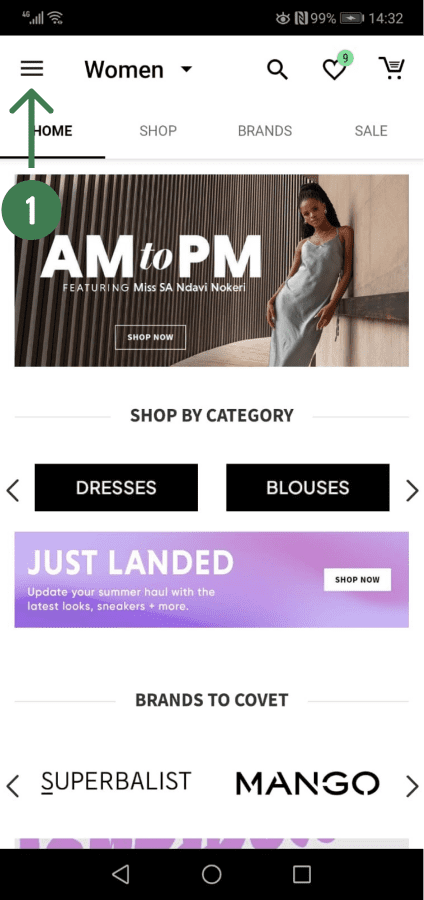 4G 99% 14:32
Women 9
HOME SHOP BRANDS SALE
1
AM to PM
FEATURING Miss SA Ndavi Nokeri
SHOP NOW
SHOP BY CATEGORY
DRESSES BLOUSES
JUST LANDED
Update your summer haul with the
latest looks, sneakers + more.
SHOP NOW
BRANDS TO COVET
SUPERBALIST MANGO